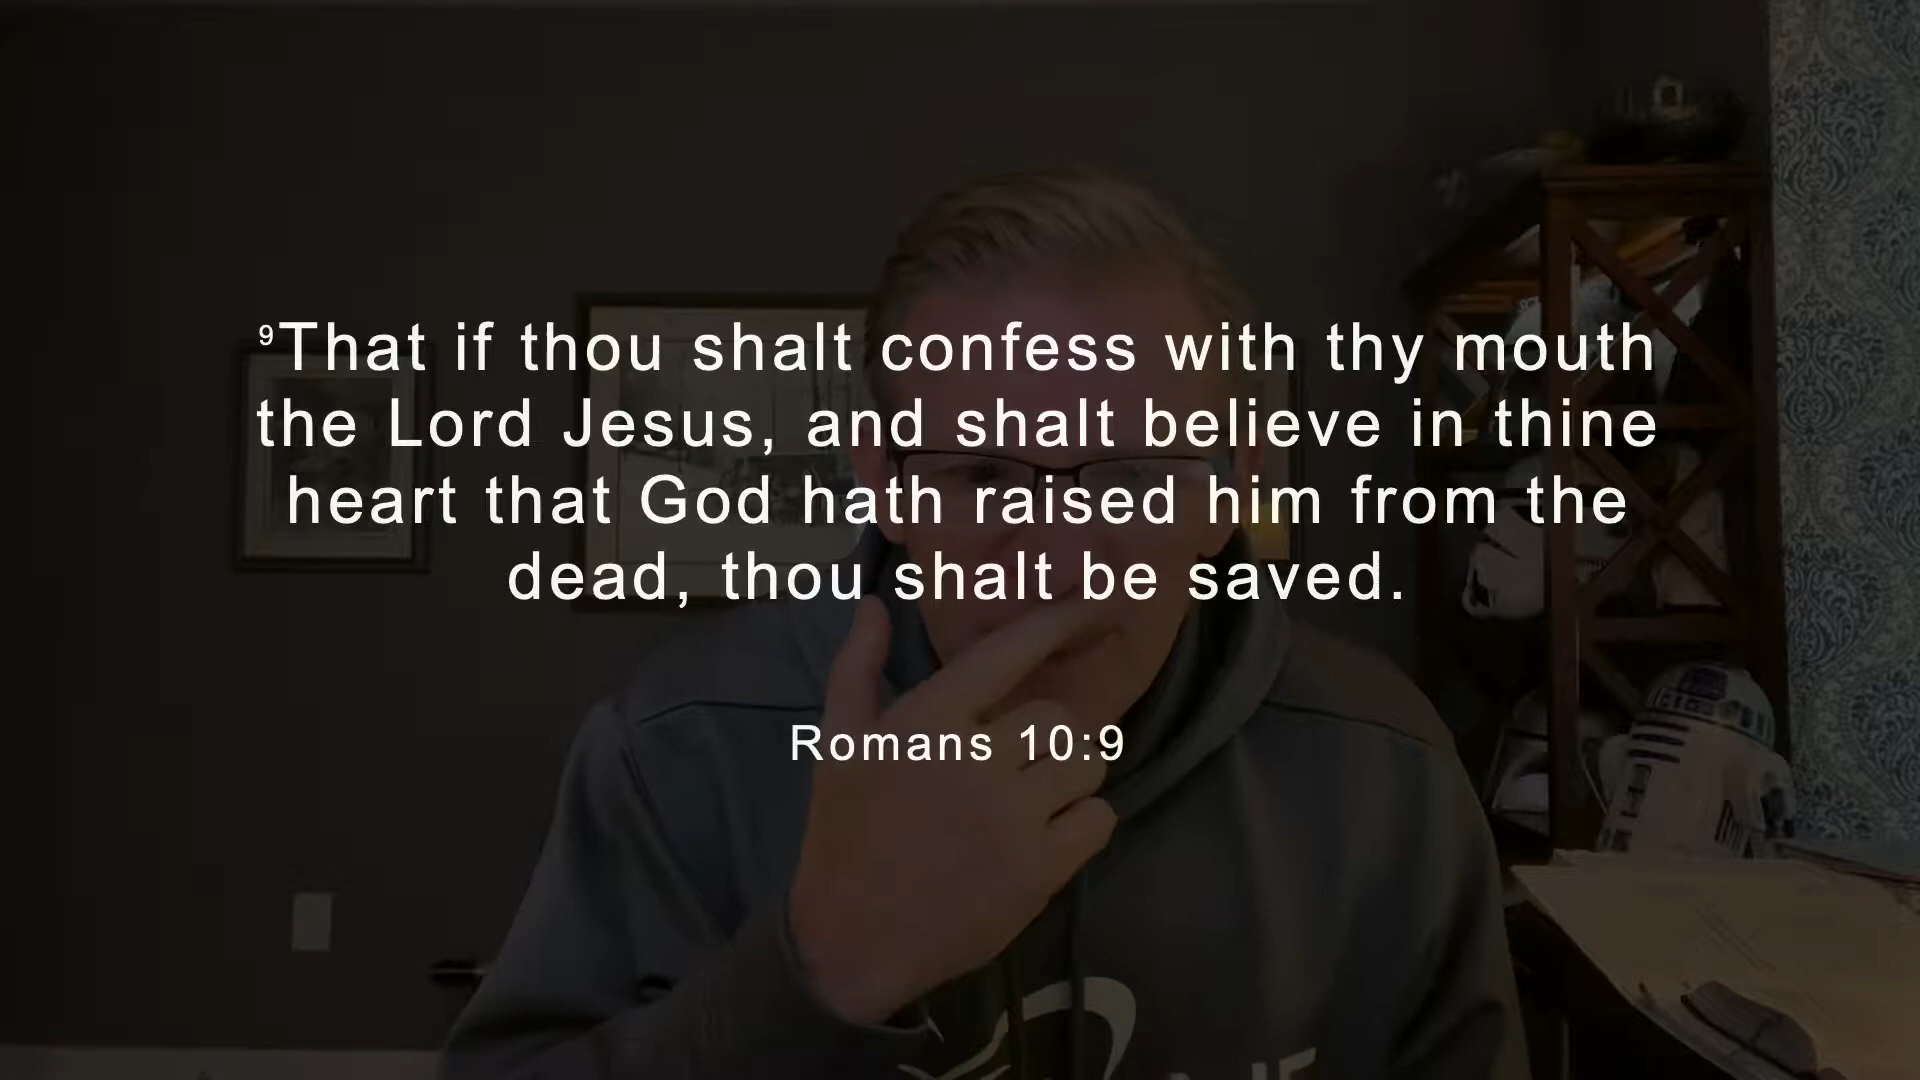 ⁹That if thou shalt confess with thy mouth
the Lord Jesus, and shalt believe in thine
heart that God hath raised him from the
dead, thou shalt be saved.
Romans 10:9